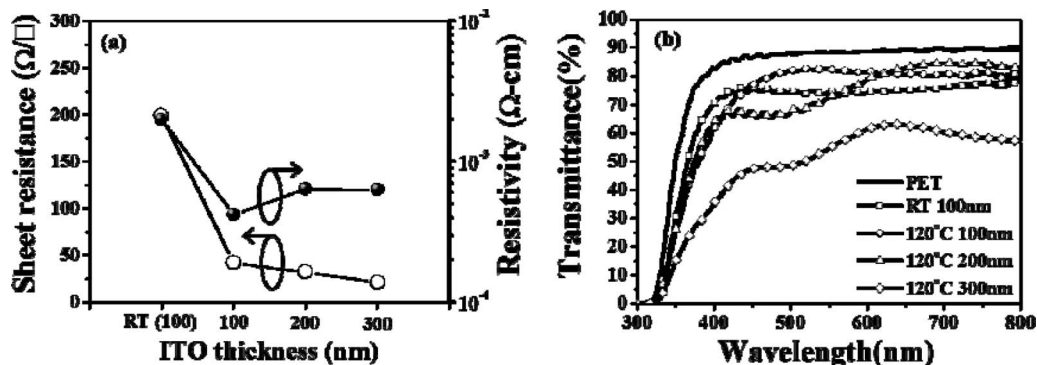 (a)
Sheet resistance (Ω/□)
300
250
200
150
100
50
0
RT (100) 100 200 300
ITO thickness (nm)
10⁻²
10⁻³
10⁻⁴
Resistivity (Ω-cm)
(b)
Transmittance(%)
100
90
80
70
60
50
40
30
20
10
0
PET
RT 100nm
120°C 100nm
120°C 200nm
120°C 300nm
300 400 500 600 700 800
Wavelength(nm)